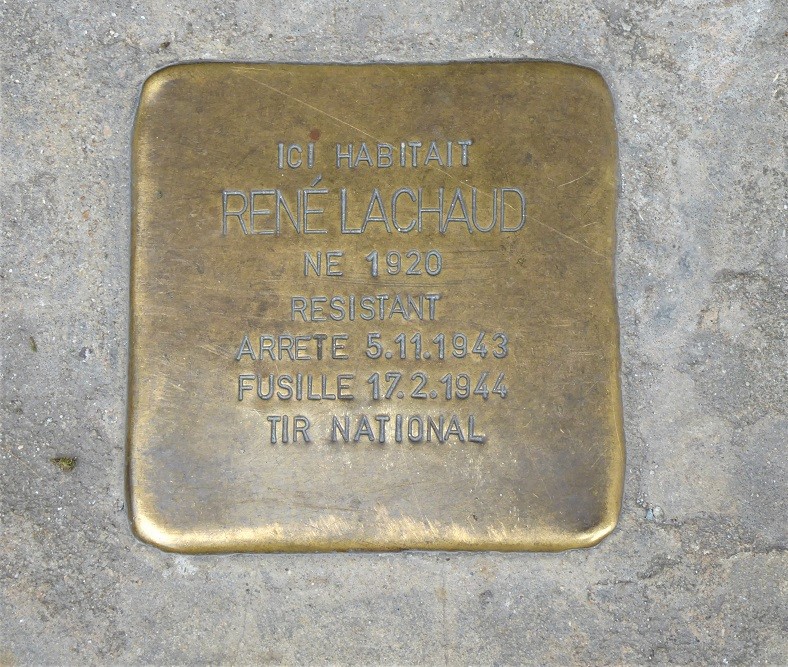 ICI HABITAIT
RENÉ LACHAUD
NE 1920
RESISTANT
ARRETE 5.11.1943
FUSILLE 17.2.1944
TIR NATIONAL